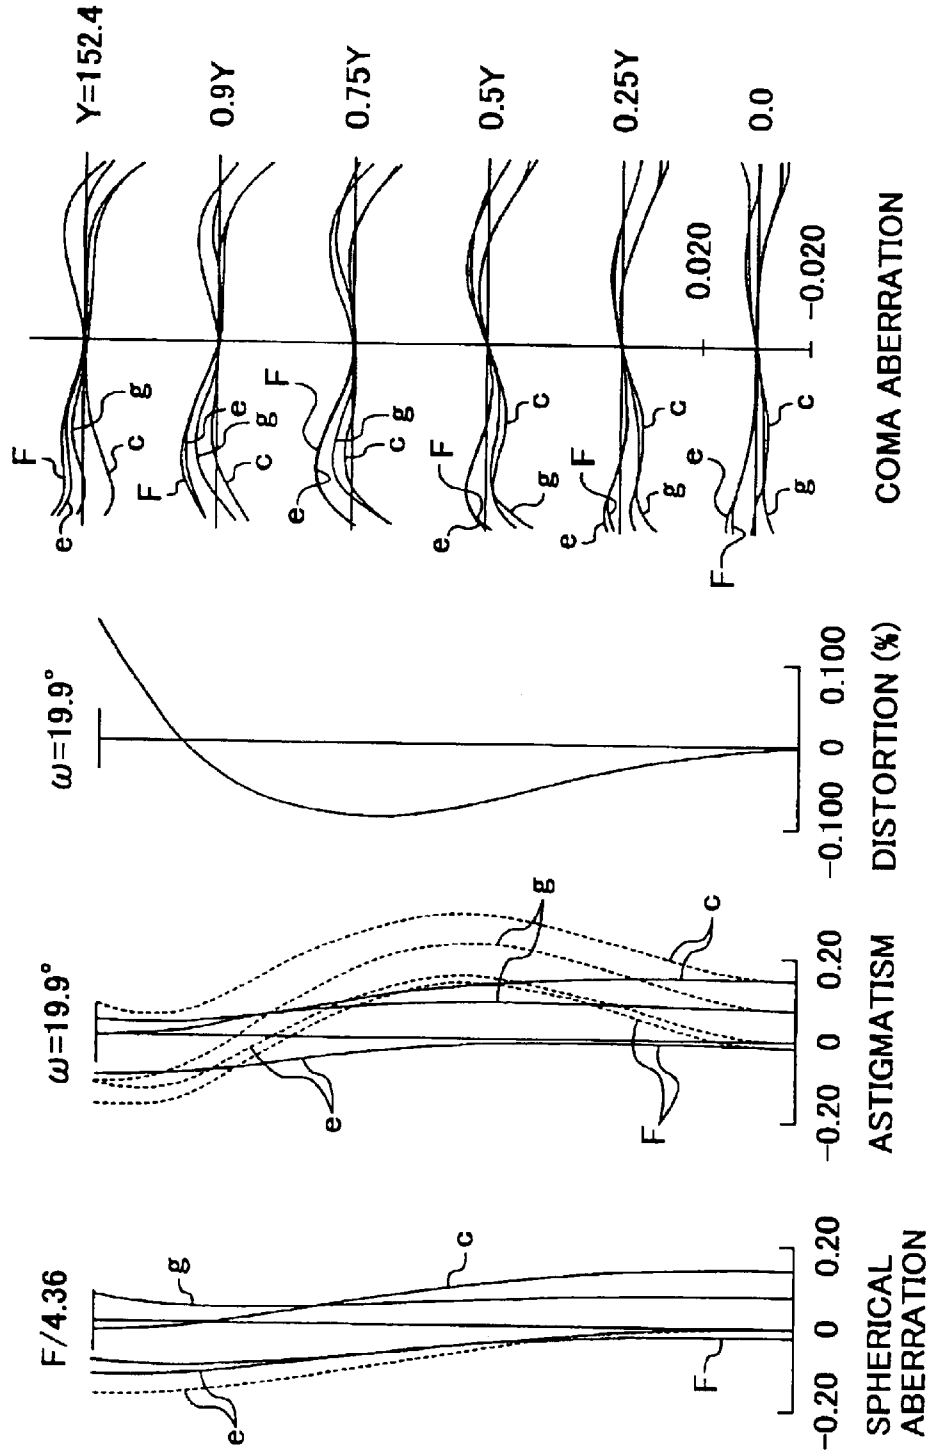 F/4.36
g
c
e
F
−0.20 0 0.20
SPHERICAL
ABERRATION
ω=19.9°
g
c
e
F
−0.20 0 0.20
ASTIGMATISM
ω=19.9°
−0.100 0 0.100
DISTORTION (%)
Y=152.4
F
e
g
c
0.9Y
F
e
g
c
0.75Y
F
e
g
c
0.5Y
F
e
g
c
0.25Y
F
e
g
c
0.020
0.0
e
F
g
c
−0.020
COMA ABERRATION